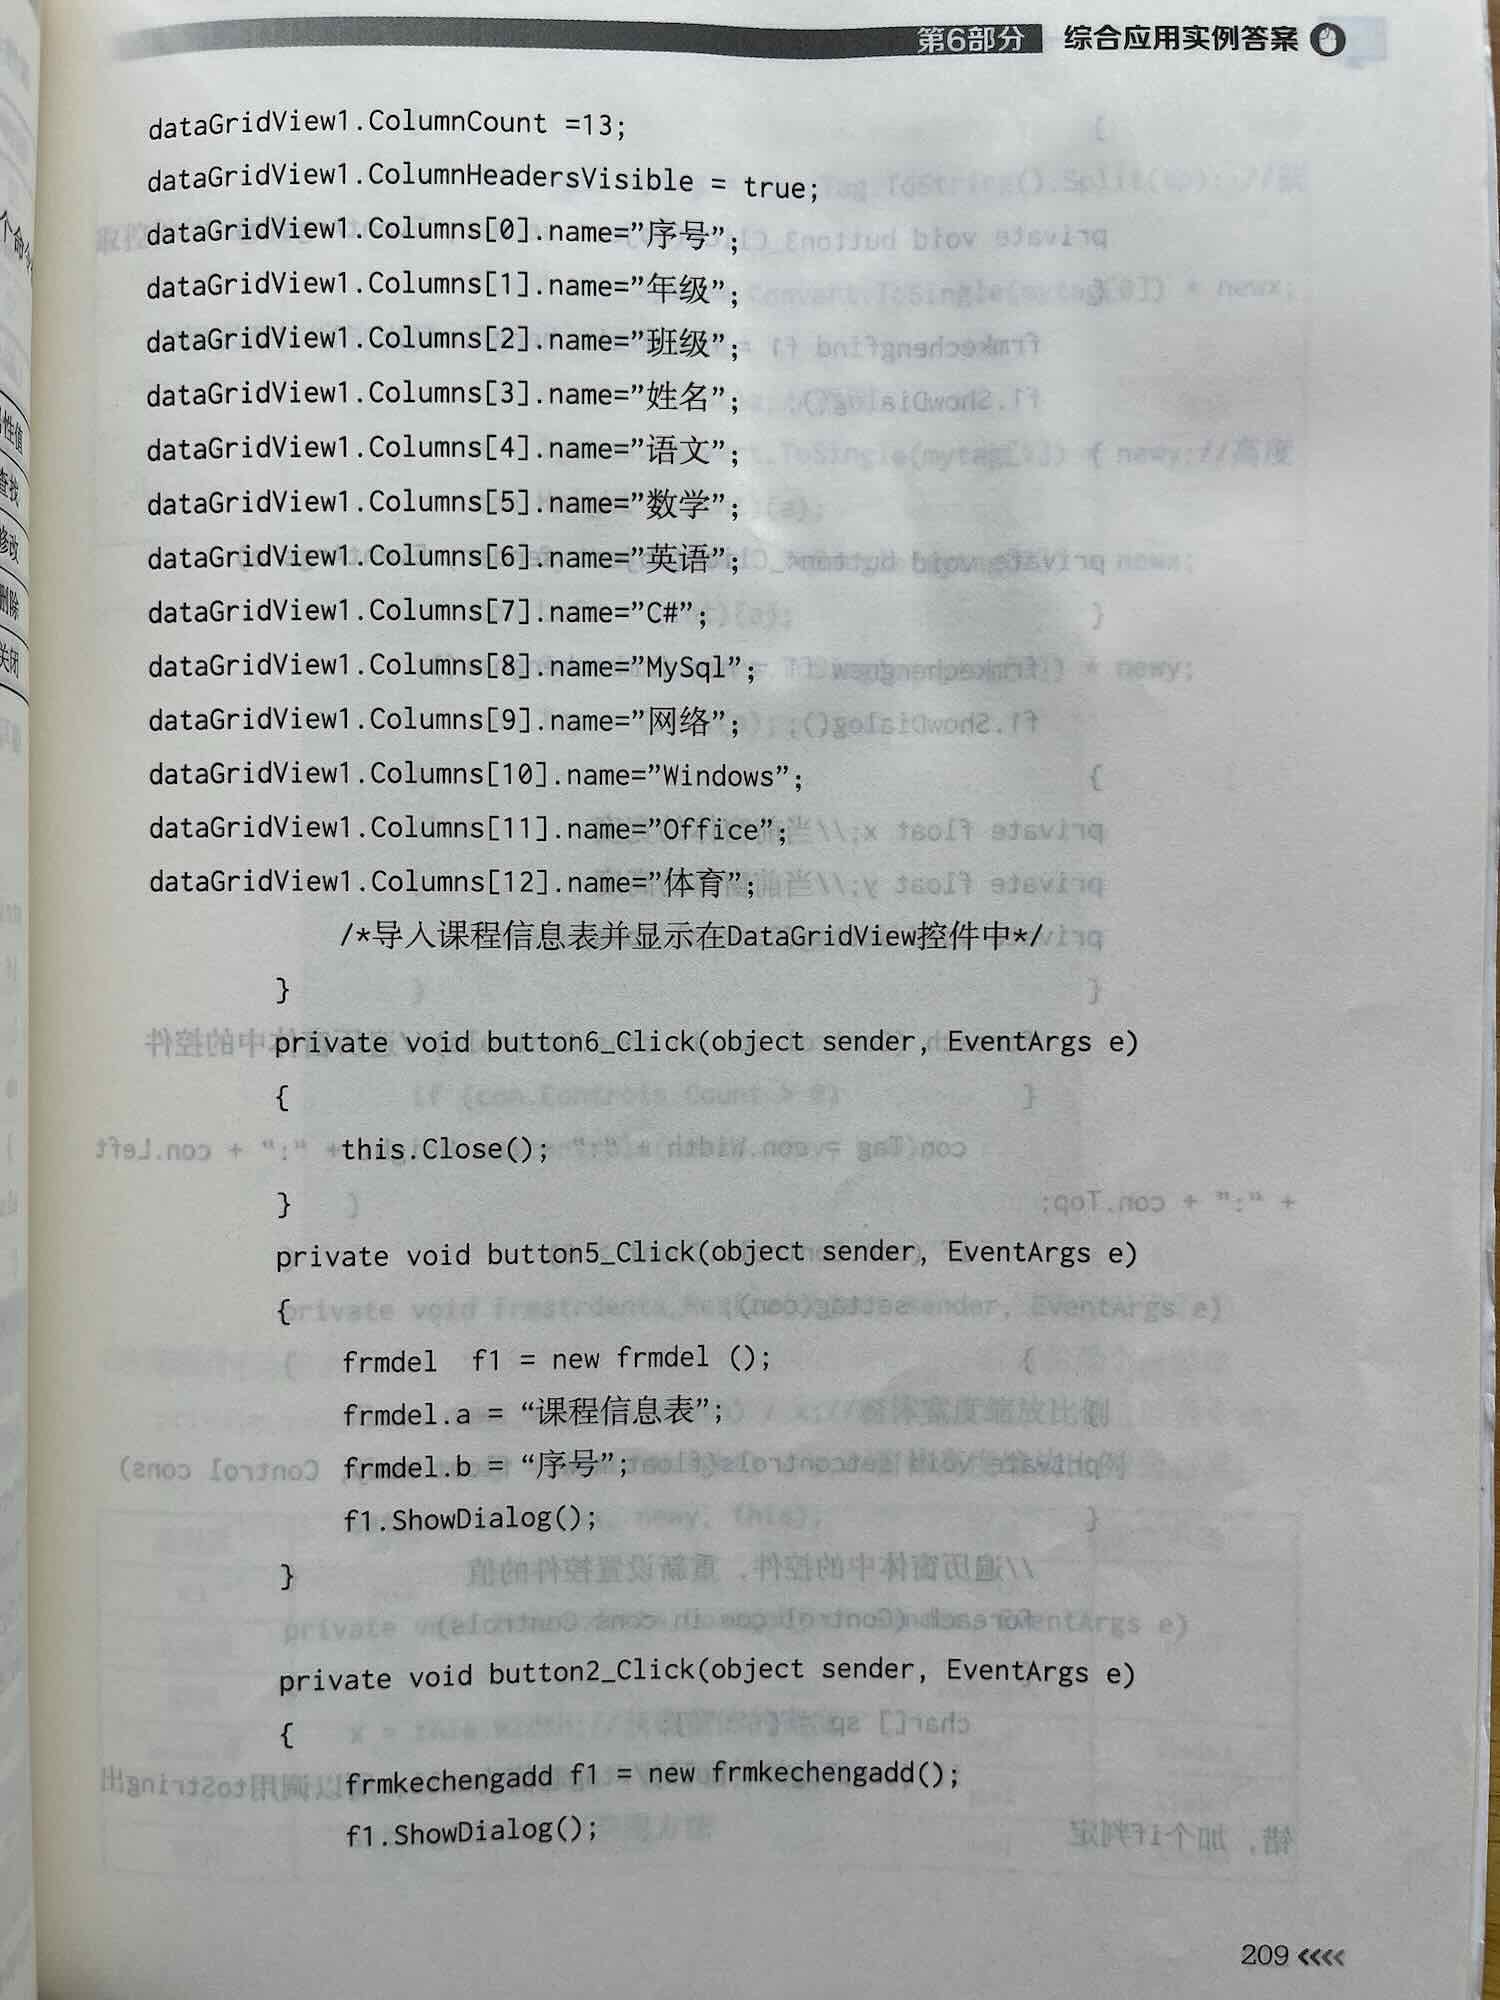 第6部分 综合应用实例答案
dataGridView1.ColumnCount =13;
dataGridView1.ColumnHeadersVisible = true;
dataGridView1.Columns[0].name=”序号”;
dataGridView1.Columns[1].name=”年级”;
dataGridView1.Columns[2].name=”班级”;
dataGridView1.Columns[3].name=”姓名”;
dataGridView1.Columns[4].name=”语文”;
dataGridView1.Columns[5].name=”数学”;
dataGridView1.Columns[6].name=”英语”;
dataGridView1.Columns[7].name=”C#”;
dataGridView1.Columns[8].name=”MySql”;
dataGridView1.Columns[9].name=”网络”;
dataGridView1.Columns[10].name=”Windows”;
dataGridView1.Columns[11].name=”Office”;
dataGridView1.Columns[12].name=”体育”;
/*导入课程信息表并显示在DataGridView控件中*/
}
private void button6_Click(object sender, EventArgs e)
{
this.Close();
}
private void button5_Click(object sender, EventArgs e)
{
frmdel f1 = new frmdel ();
frmdel.a = “课程信息表”;
frmdel.b = “序号”;
f1.ShowDialog();
}
private void button2_Click(object sender, EventArgs e)
{
frmkechengadd f1 = new frmkechengadd();
f1.ShowDialog();
209